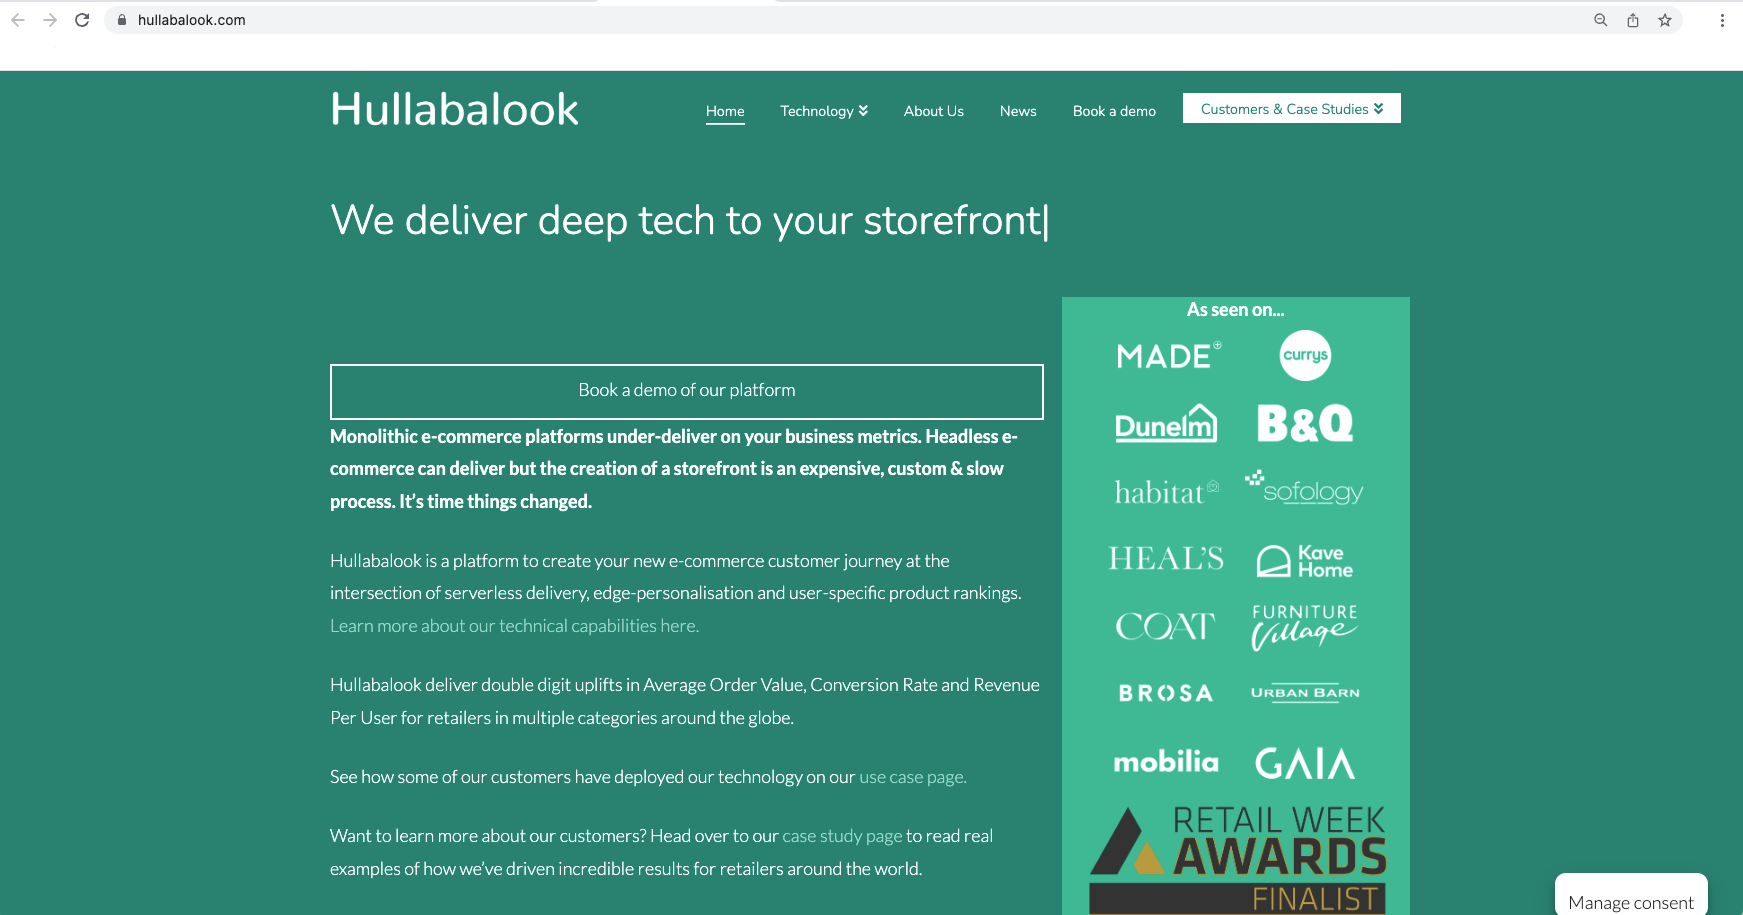 hullabalook.com
Hullabalook
Home
Technology
About Us
News
Book a demo
Customers & Case Studies
We deliver deep tech to your storefront|
Book a demo of our platform
Monolithic e-commerce platforms under-deliver on your business metrics. Headless e-
commerce can deliver but the creation of a storefront is an expensive, custom & slow
process. It's time things changed.
Hullabalook is a platform to create your new e-commerce customer journey at the
intersection of serverless delivery, edge-personalisation and user-specific product rankings.
Learn more about our technical capabilities here.
Hullabalook deliver double digit uplifts in Average Order Value, Conversion Rate and Revenue
Per User for retailers in multiple categories around the globe.
See how some of our customers have deployed our technology on our use case page.
Want to learn more about our customers? Head over to our case study page to read real
examples of how we've driven incredible results for retailers around the world.
As seen on...
MADE
currys
Dunelm
B&Q
habitat
sofology
HEAL'S
Kave
Home
COAT
FURNITURE
Village
BROSA
URBAN BARN
mobilia
GAIA
RETAIL WEEK
AWARDS
FINALIST
Manage consent